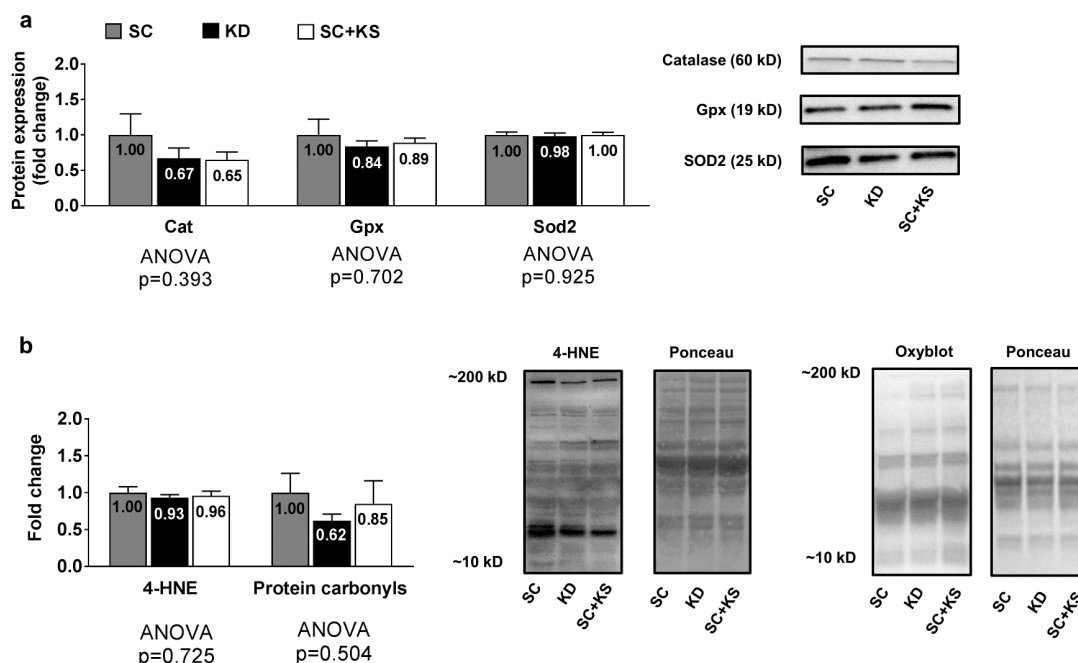 a
SC KD SC+KS
Protein expression
(fold change)
2.0
1.5
1.0
0.5
0.0
1.00 0.67 0.65
1.00 0.84 0.89
1.00 0.98 1.00
Cat Gpx Sod2
ANOVA ANOVA ANOVA
p=0.393 p=0.702 p=0.925
Catalase (60 kD)
Gpx (19 kD)
SOD2 (25 kD)
SC KD SC+KS
b
Fold change
2.0
1.5
1.0
0.5
0.0
1.00 0.93 0.96
1.00 0.62 0.85
4-HNE Protein carbonyls
ANOVA ANOVA
p=0.725 p=0.504
4-HNE Ponceau
~200 kD
~10 kD
SC KD SC+KS SC KD SC+KS
Oxyblot Ponceau
~200 kD
~10 kD
SC KD SC+KS SC KD SC+KS